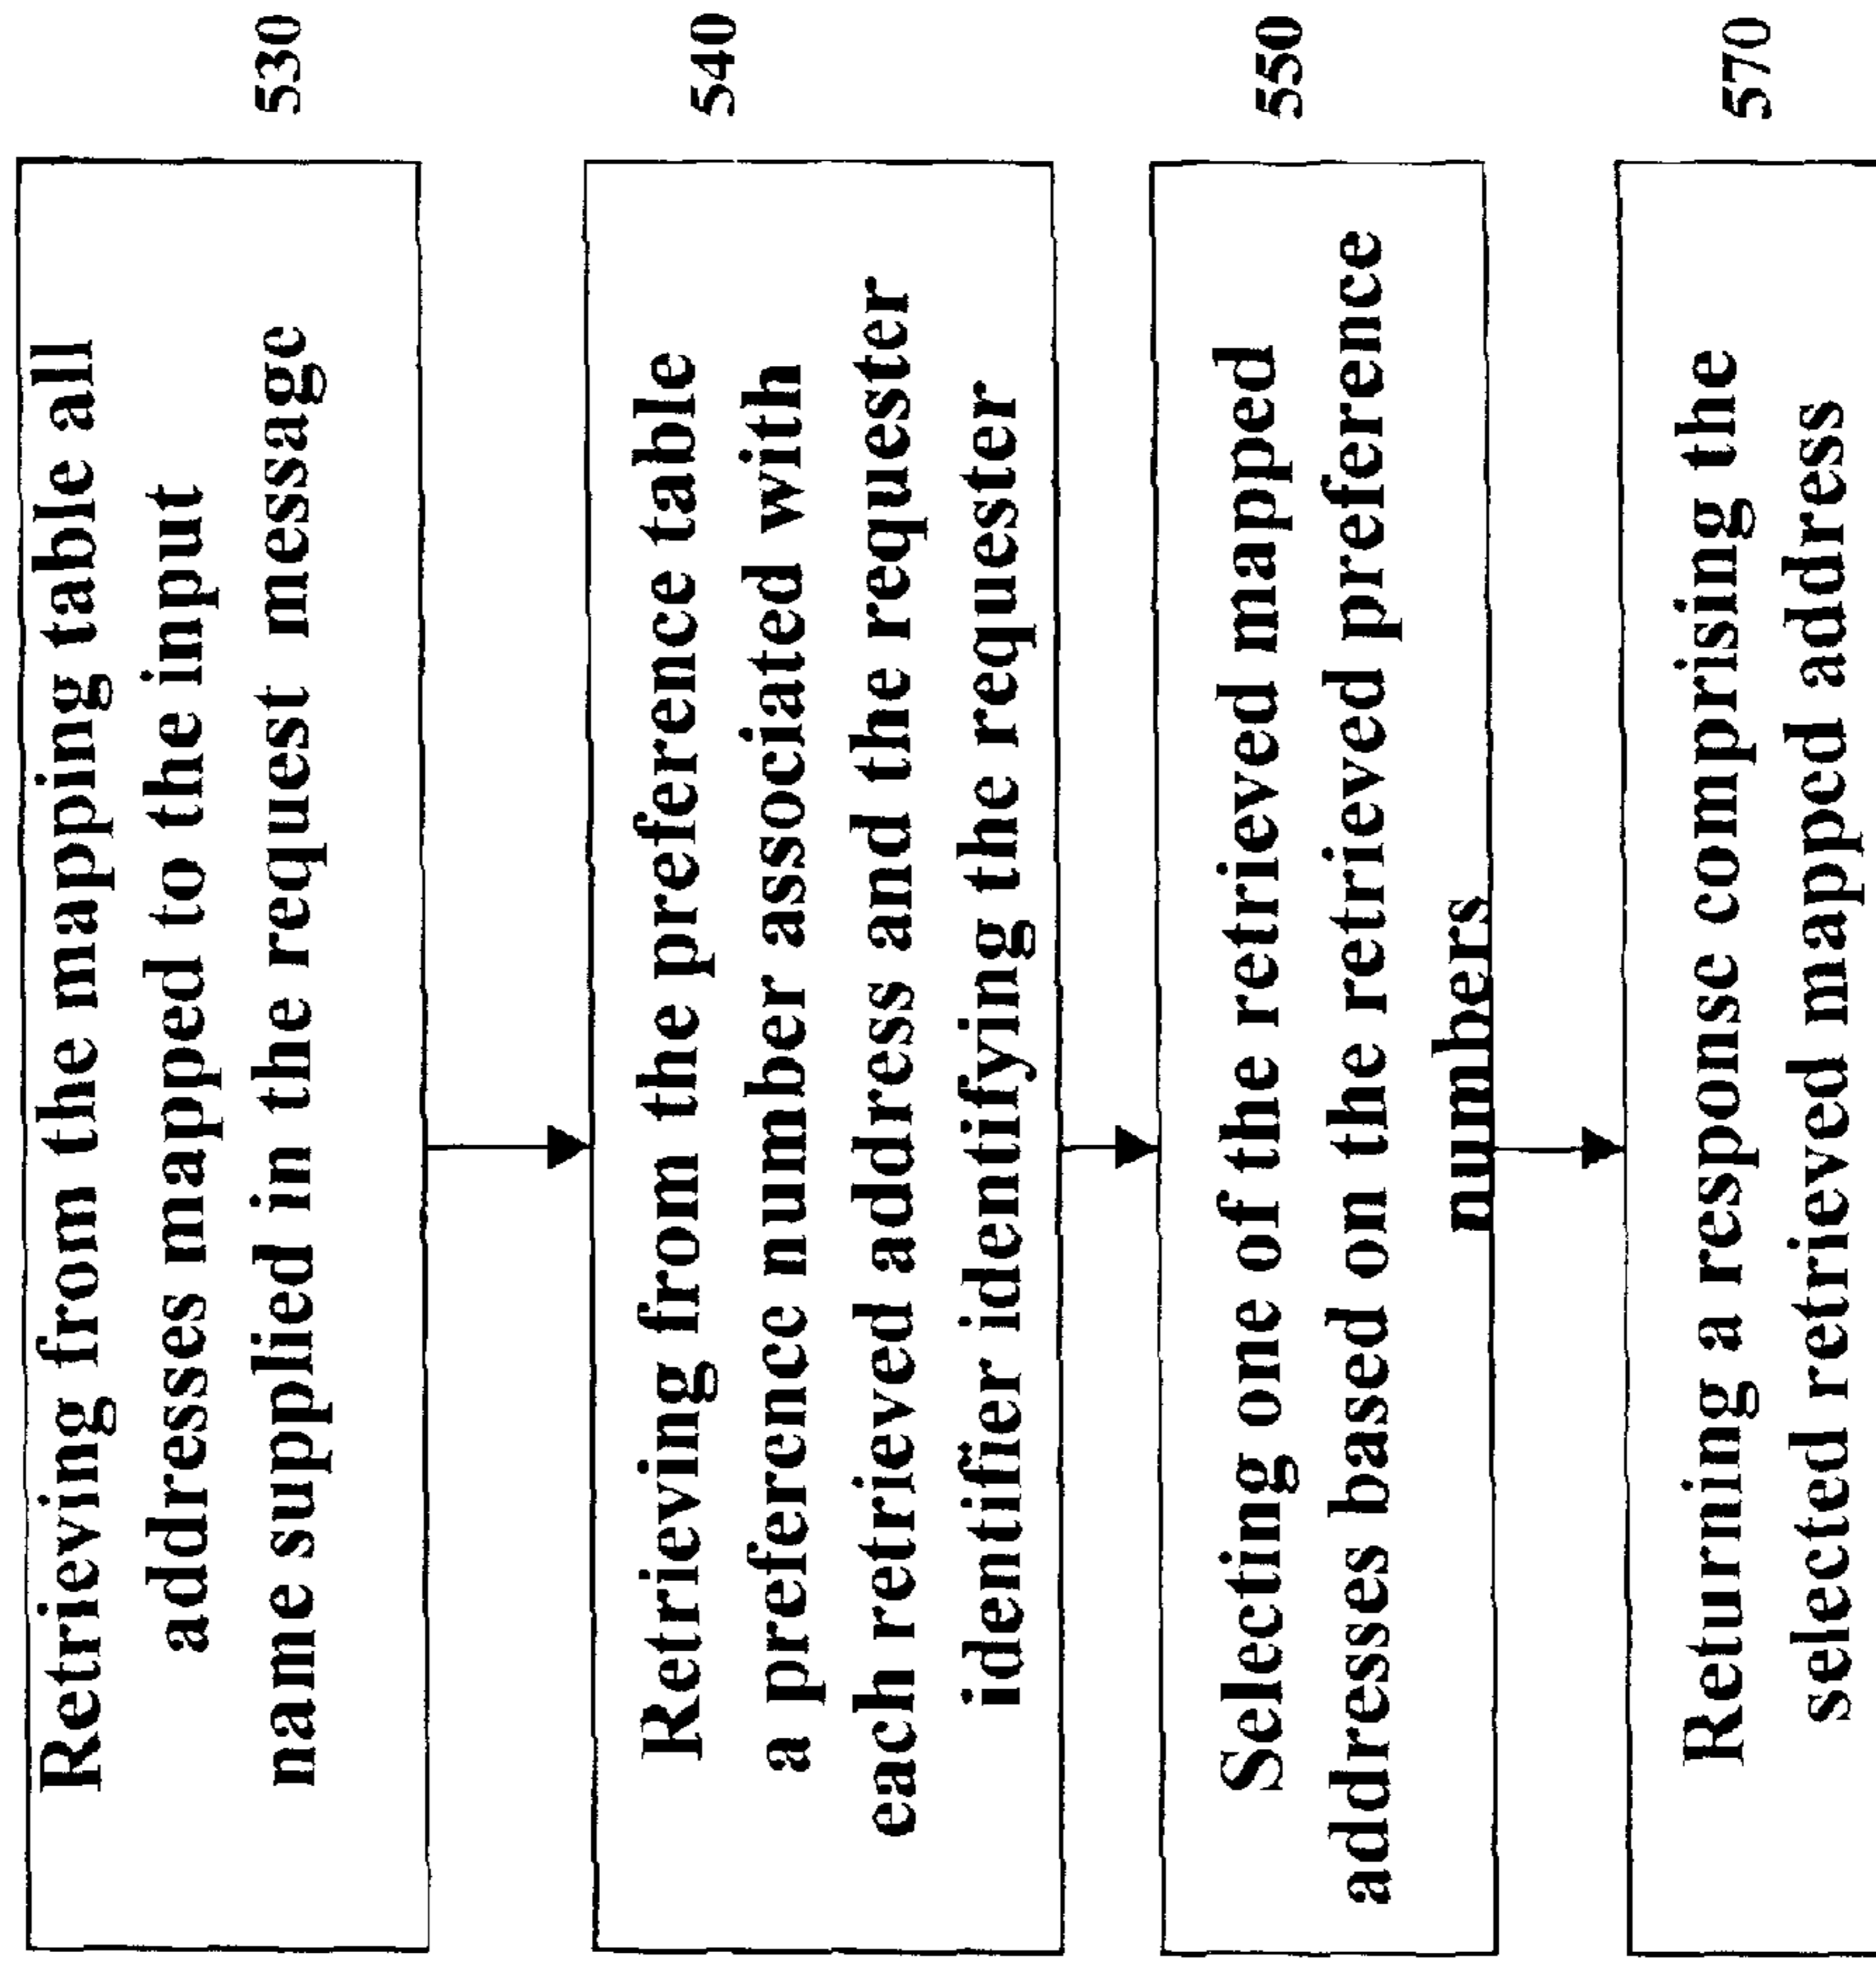 Retrieving from the mapping table all
addresses mapped to the input
name supplied in the request message
530
Retrieving from the preference table
a preference number associated with
each retrieved address and the requester
identifier identifying the requester
540
Selecting one of the retrieved mapped
addresses based on the retrieved preference
numbers
550
Returning a response comprising the
selected retrieved mapped address
570